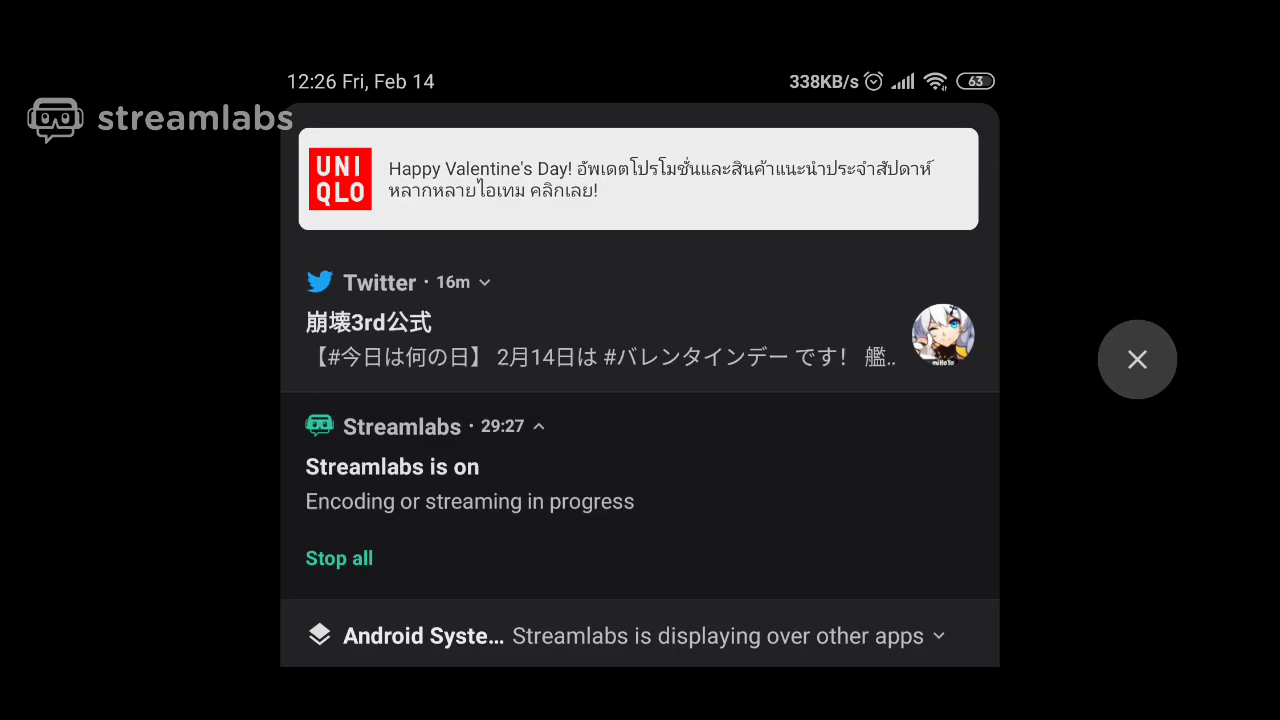 12:26 Fri, Feb 14
338KB/s
63
streamlabs
UNI
QLO
Happy Valentine's Day! อัพเดตโปรโมชั่นและสินค้าแนะนำประจำสัปดาห์
หลากหลายไอเทม คลิกเลย!
Twitter · 16m
崩壊3rd公式
【#今日は何の日】 2月14日は #バレンタインデー です! 艦..
miHoYo
Streamlabs · 29:27
Streamlabs is on
Encoding or streaming in progress
Stop all
Android Syste... Streamlabs is displaying over other apps